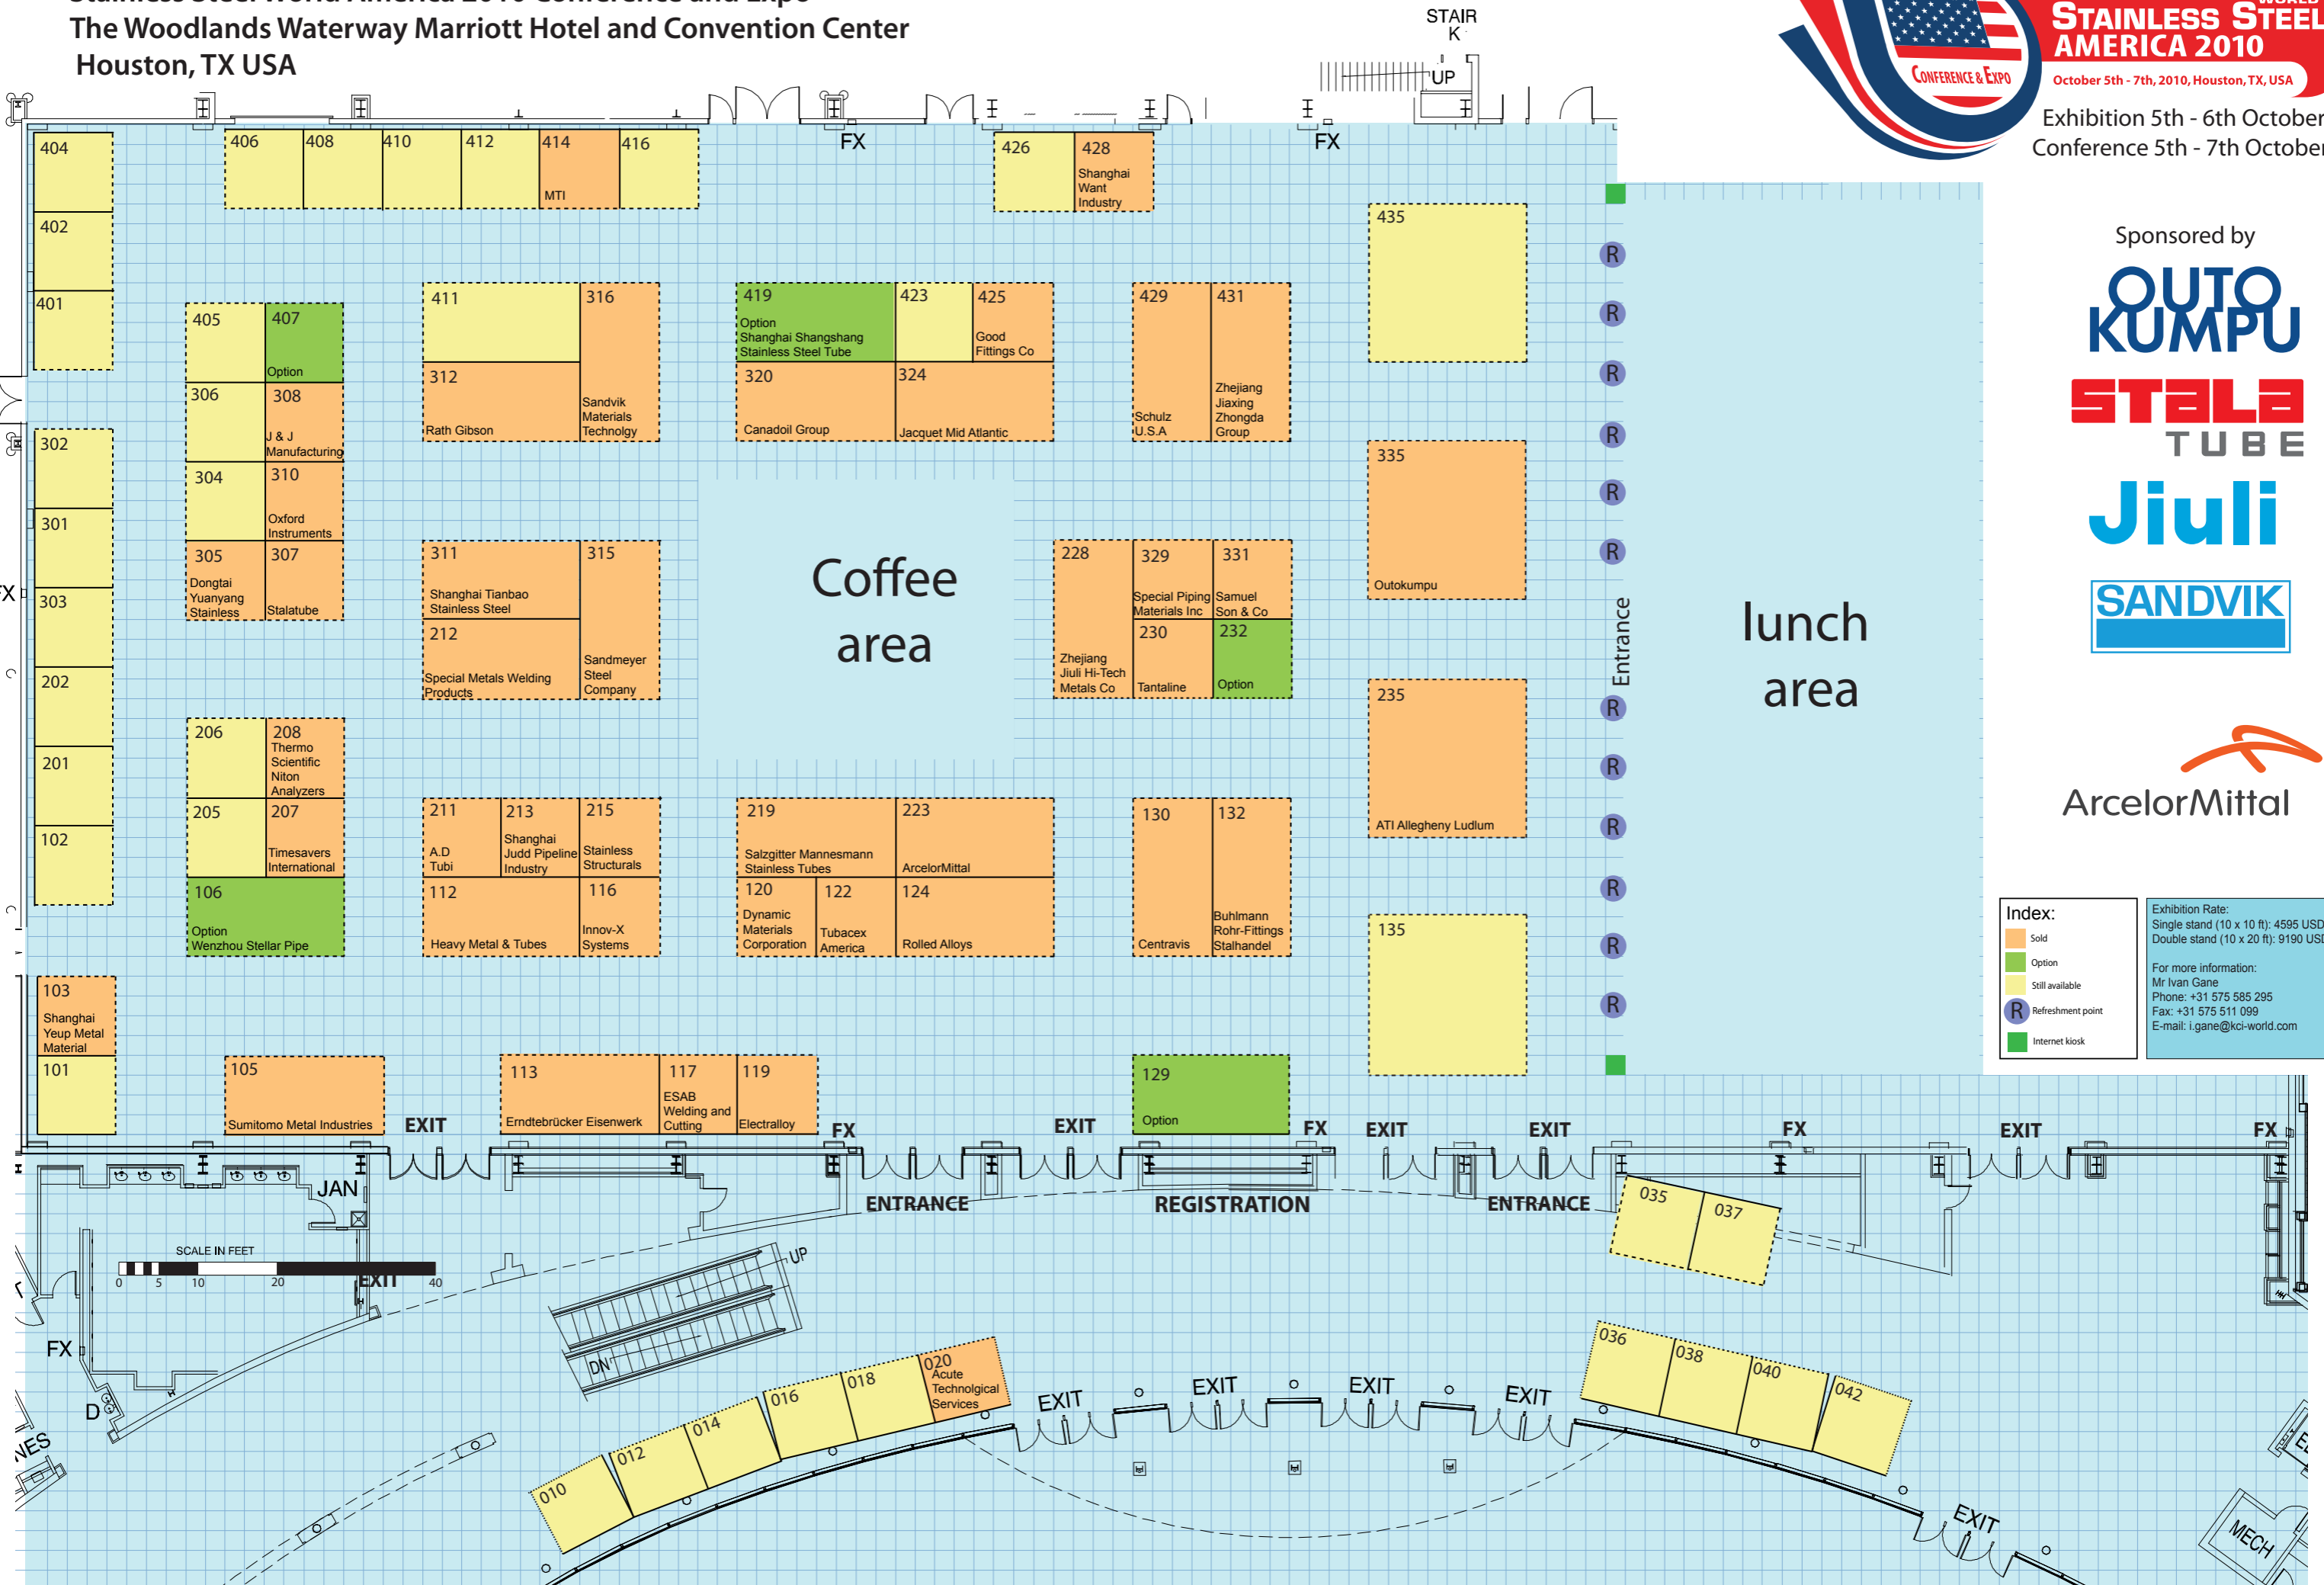 Stainless Steel World America 2010 Conference and Expo
The Woodlands Waterway Marriott Hotel and Convention Center
Houston, TX USA
STAIR
K
UP
STAINLESS STEEL
AMERICA 2010
CONFERENCE & EXPO
October 5th - 7th, 2010, Houston, TX, USA
Exhibition 5th - 6th October
Conference 5th - 7th October
FX
FX
404
402
401
406
408
410
412
414
MTI
416
426
428
Shanghai
Want
Industry
435
405
407
Option
306
308
J & J
Manufacturing
304
310
Oxford
Instruments
305
Dongtai
Yuanyang
Stainless
307
Stalatube
411
316
Sandvik
Materials
Technolgy
312
Rath Gibson
419
Option
Shanghai Shangshang
Stainless Steel Tube
423
425
Good
Fittings Co
320
Canadoil Group
324
Jacquet Mid Atlantic
429
Schulz
U.S.A
431
Zhejiang
Jiaxing
Zhongda
Group
302
301
303
202
201
102
FX
335
Outokumpu
311
Shanghai Tianbao
Stainless Steel
315
Sandmeyer
Steel
Company
212
Special Metals Welding
Products
Coffee
area
228
Zhejiang
Jiuli Hi-Tech
Metals Co
329
Special Piping
Materials Inc
331
Samuel
Son & Co
230
Tantaline
232
Option
235
ATI Allegheny Ludlum
R
R
R
R
R
R
Entrance
R
R
R
R
R
R
lunch
area
Sponsored by
OUTO
KUMPU
STALA
TUBE
Jiuli
SANDVIK
ArcelorMittal
206
208
Thermo
Scientific
Niton
Analyzers
205
207
Timesavers
International
106
Option
Wenzhou Stellar Pipe
211
A.D
Tubi
213
Shanghai
Judd Pipeline
Industry
215
Stainless
Structurals
112
Heavy Metal & Tubes
116
Innov-X
Systems
219
Salzgitter Mannesmann
Stainless Tubes
223
ArcelorMittal
120
Dynamic
Materials
Corporation
122
Tubacex
America
124
Rolled Alloys
130
Centravis
132
Buhlmann
Rohr-Fittings
Stalhandel
135
Index:
Sold
Option
Still available
R Refreshment point
Internet kiosk
Exhibition Rate:
Single stand (10 x 10 ft): 4595 USD
Double stand (10 x 20 ft): 9190 USD
For more information:
Mr Ivan Gane
Phone: +31 575 585 295
Fax: +31 575 511 099
E-mail: i.gane@kci-world.com
103
Shanghai
Yeup Metal
Material
101
105
Sumitomo Metal Industries
113
Erndtebrücker Eisenwerk
117
ESAB
Welding and
Cutting
119
Electralloy
129
Option
EXIT
FX
EXIT
FX
EXIT
EXIT
FX
EXIT
FX
JAN
ENTRANCE
REGISTRATION
ENTRANCE
035
037
SCALE IN FEET
0 5 10 20 40
EXIT
UP
DN
FX
D
010
012
014
016
018
020
Acute
Technolgical
Services
EXIT
EXIT
EXIT
EXIT
036
038
040
042
EXIT
MECH